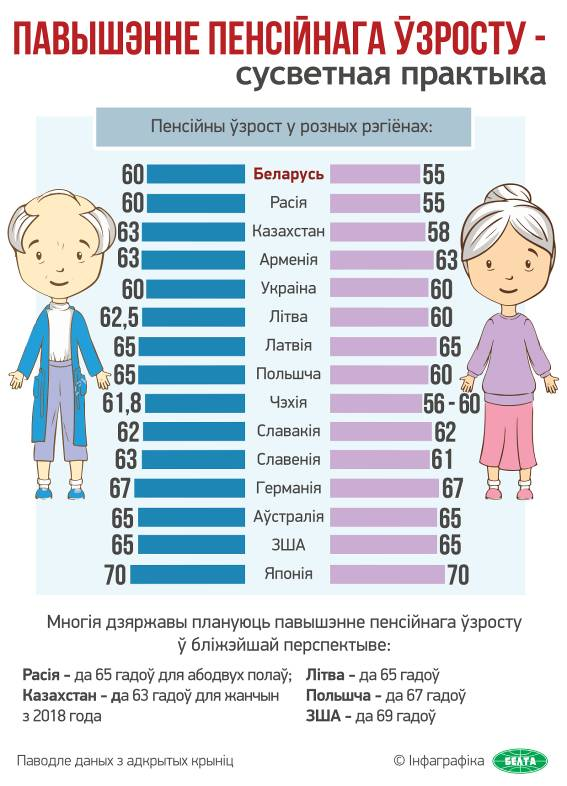 ПАВЫШЭННЕ ПЕНСІЙНАГА ЎЗРОСТУ -
сусветная практыка
Пенсійны ўзрост у розных рэгіёнах:
60 Беларусь 55
60 Расія 55
63 Казахстан 58
63 Арменія 63
60 Украіна 60
62,5 Літва 60
65 Латвія 65
65 Польшча 60
61,8 Чэхія 56 - 60
62 Славакія 62
63 Славенія 61
67 Германія 67
65 Аўстралія 65
65 ЗША 65
70 Японія 70
Многія дзяржавы плануюць павышэнне пенсійнага ўзросту
ў бліжэйшай перспектыве:
Расія - да 65 гадоў для абодвух полаў;
Казахстан - да 63 гадоў для жанчын
з 2018 года
Літва - да 65 гадоў
Польшча - да 67 гадоў
ЗША - да 69 гадоў
Паводле даных з адкрытых крыніц
© Інфаграфіка БЕЛТА